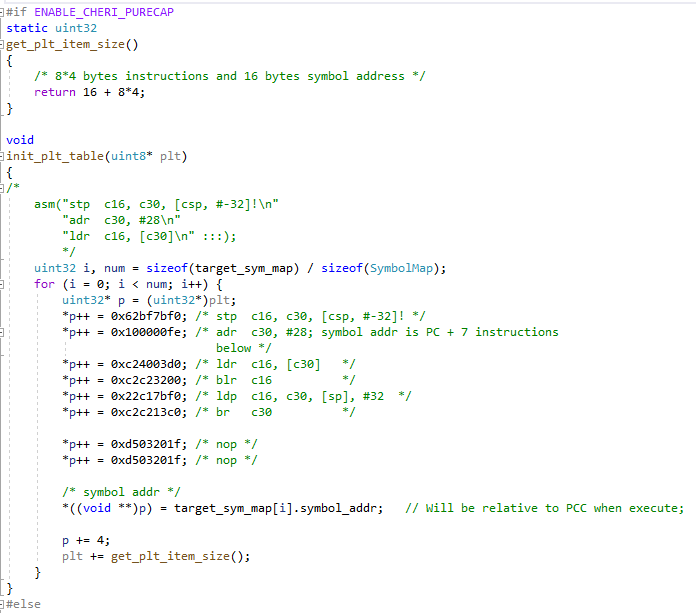 #if ENABLE_CHERI_PURECAP
static uint32
get_plt_item_size()
{
    /* 8*4 bytes instructions and 16 bytes symbol address */
    return 16 + 8*4;
}

void
init_plt_table(uint8* plt)
{
/*
    asm("stp  c16, c30, [csp, #-32]!\n"
        "adr  c30, #28\n"
        "ldr  c16, [c30]\n" :::);
        */
    uint32 i, num = sizeof(target_sym_map) / sizeof(SymbolMap);
    for (i = 0; i < num; i++) {
        uint32* p = (uint32*)plt;
        *p++ = 0x62bf7bf0; /* stp  c16, c30, [csp, #-32]! */
        *p++ = 0x100000fe; /* adr  c30, #28; symbol addr is PC + 7 instructions
                              below */
        *p++ = 0xc24003d0; /* ldr  c16, [c30]   */
        *p++ = 0xc2c23200; /* blr  c16          */
        *p++ = 0x22c17bf0; /* ldp  c16, c30, [sp], #32  */
        *p++ = 0xc2c213c0; /* br   c30          */

        *p++ = 0xd503201f; /* nop */
        *p++ = 0xd503201f; /* nop */

        /* symbol addr */
        *((void **)p) = target_sym_map[i].symbol_addr;   // Will be relative to PCC when execute;

        p += 4;
        plt += get_plt_item_size();
    }
}
#else